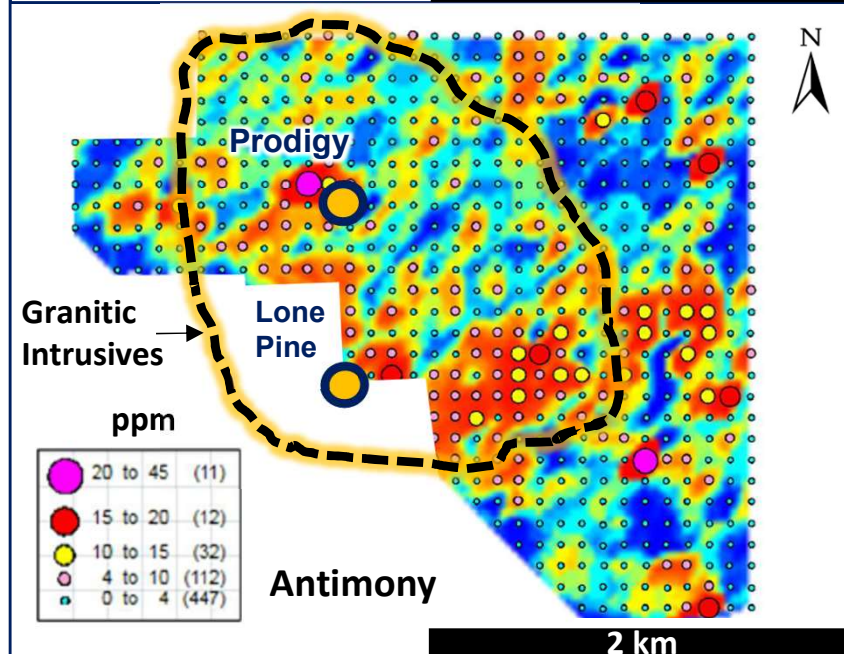 N
Prodigy
Granitic
Intrusives
Lone
Pine
ppm
20 to 45 (11)
15 to 20 (12)
10 to 15 (32)
4 to 10 (112)
0 to 4 (447)
Antimony
2 km